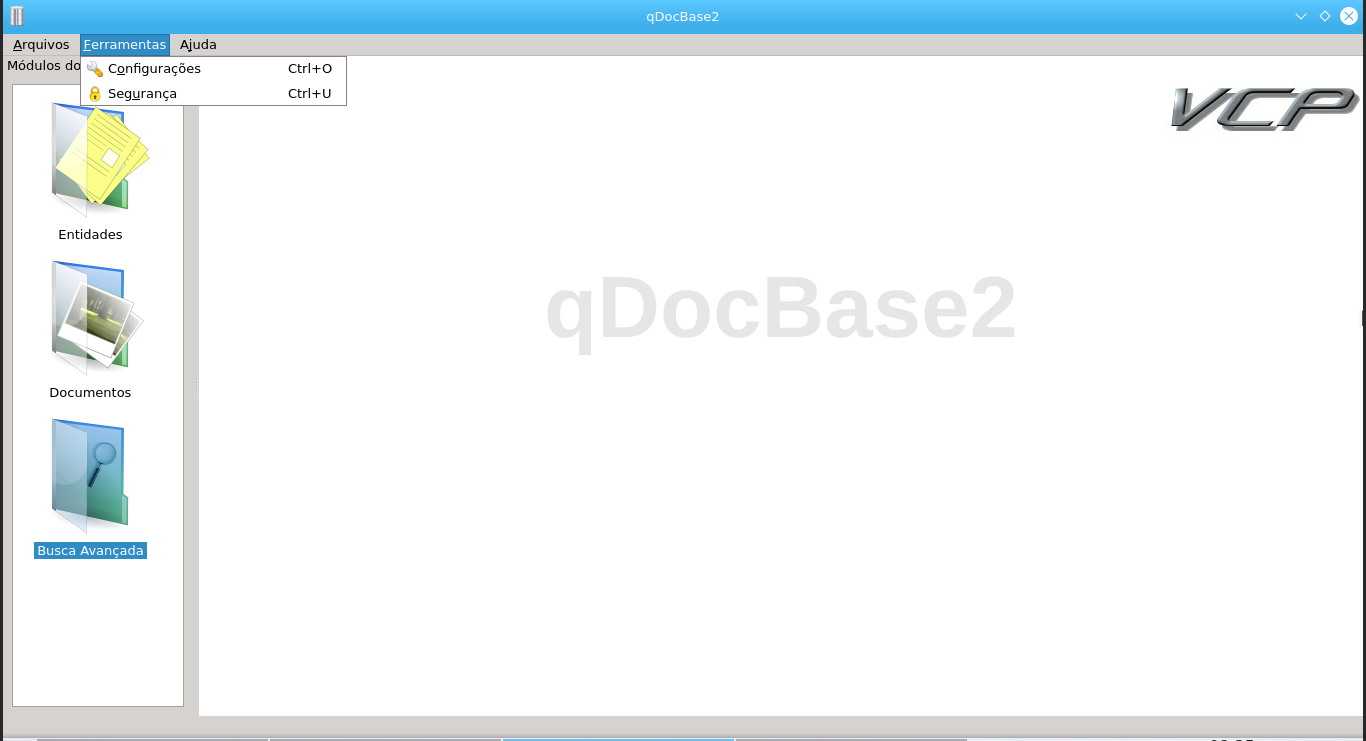 qDocBase2
Arquivos Ferramentas Ajuda
Módulos do
Configurações Ctrl+O
Segurança Ctrl+U
VCP
Entidades
qDocBase2
Documentos
Busca Avançada